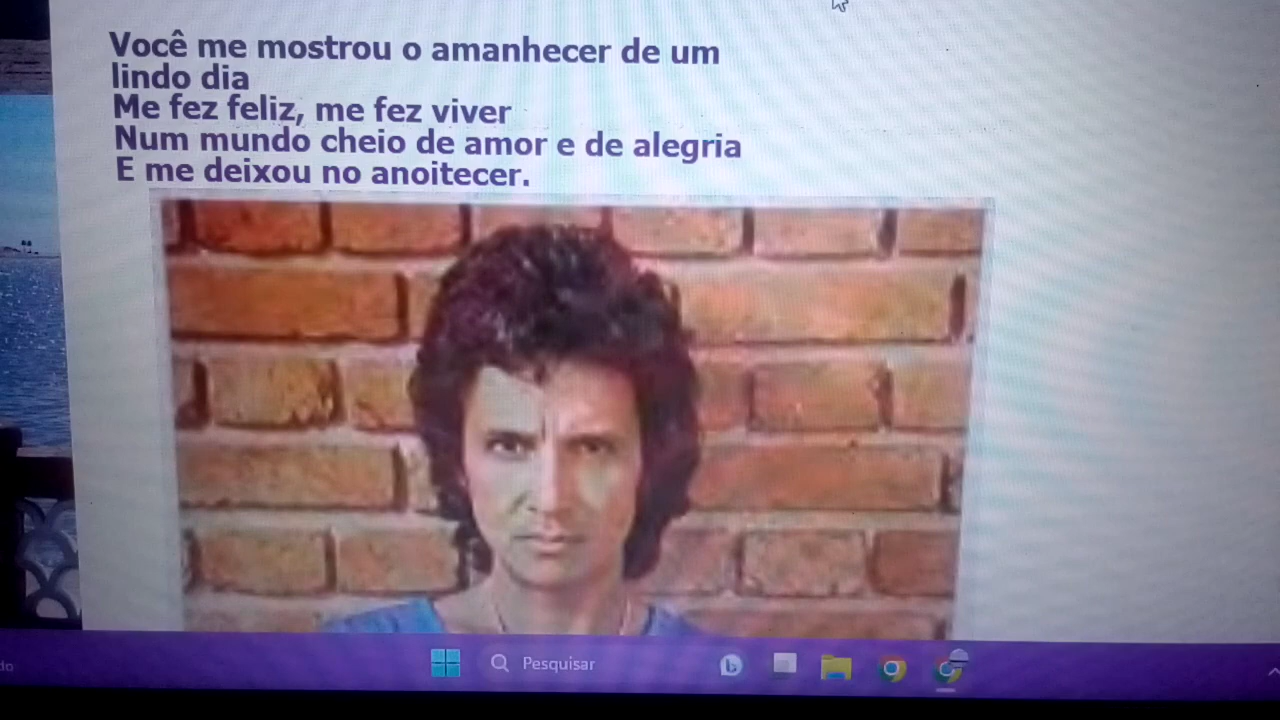 Você me mostrou o amanhecer de um
lindo dia
Me fez feliz, me fez viver
Num mundo cheio de amor e de alegria
E me deixou no anoitecer.
do
Pesquisar